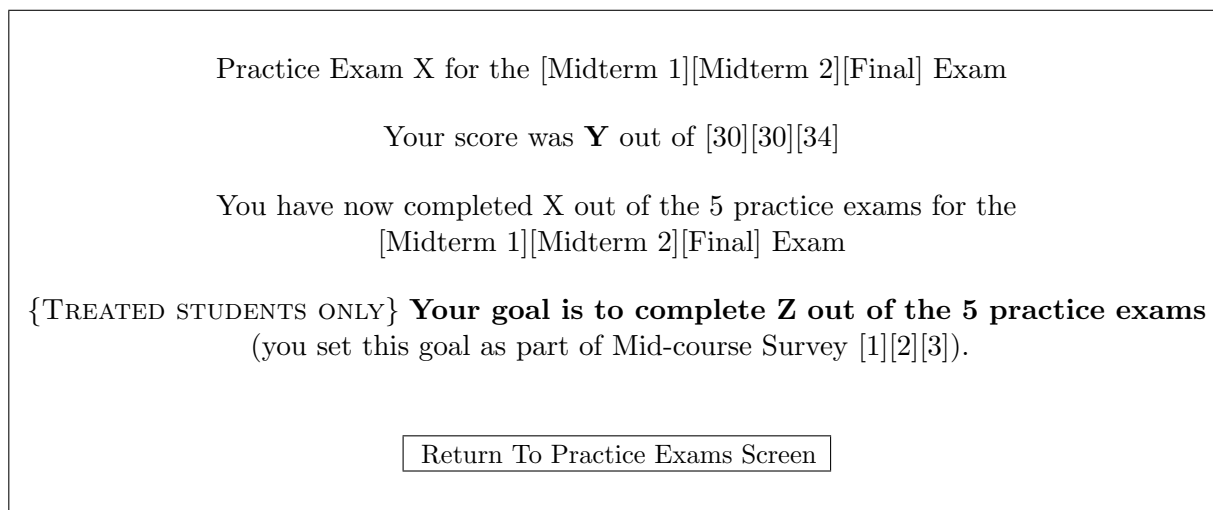 Practice Exam X for the [Midterm 1][Midterm 2][Final] Exam
Your score was Y out of [30][30][34]
You have now completed X out of the 5 practice exams for the
[Midterm 1][Midterm 2][Final] Exam
{TREATED STUDENTS ONLY} Your goal is to complete Z out of the 5 practice exams
(you set this goal as part of Mid-course Survey [1][2][3]).
Return To Practice Exams Screen